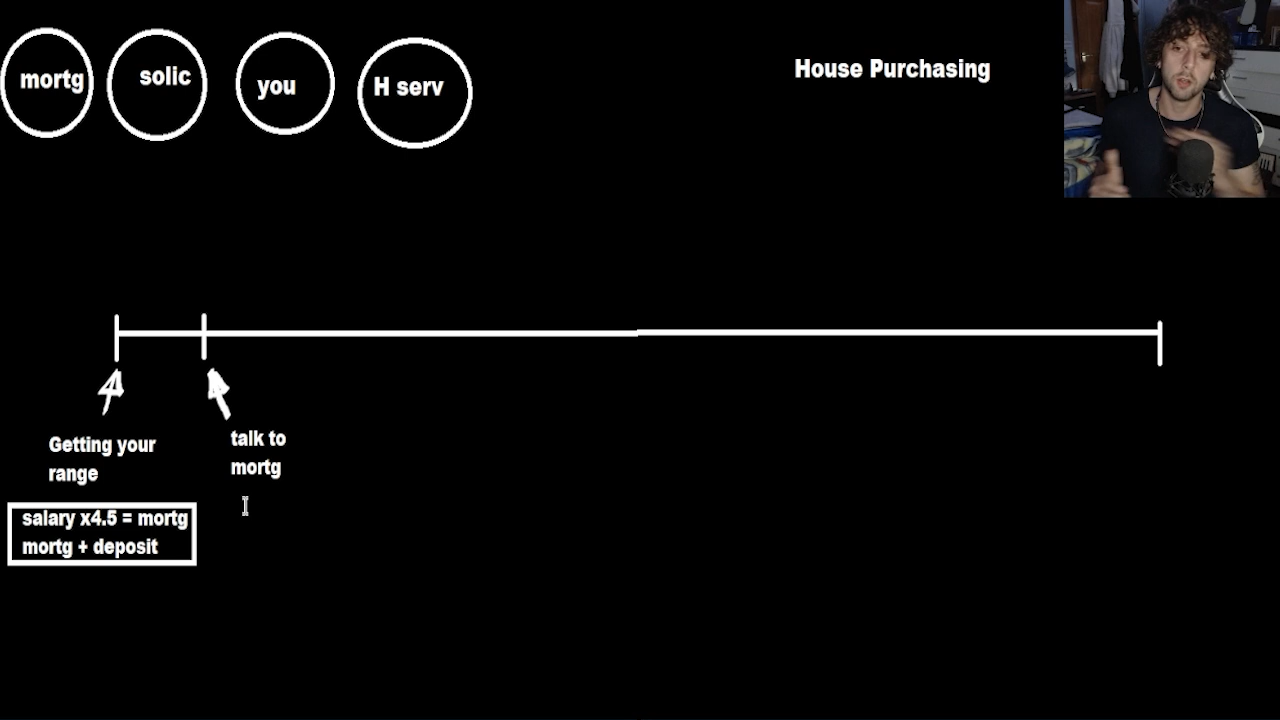 mortg
solic
you
H serv
House Purchasing
Getting your
range
talk to
mortg
salary x4.5 = mortg
mortg + deposit